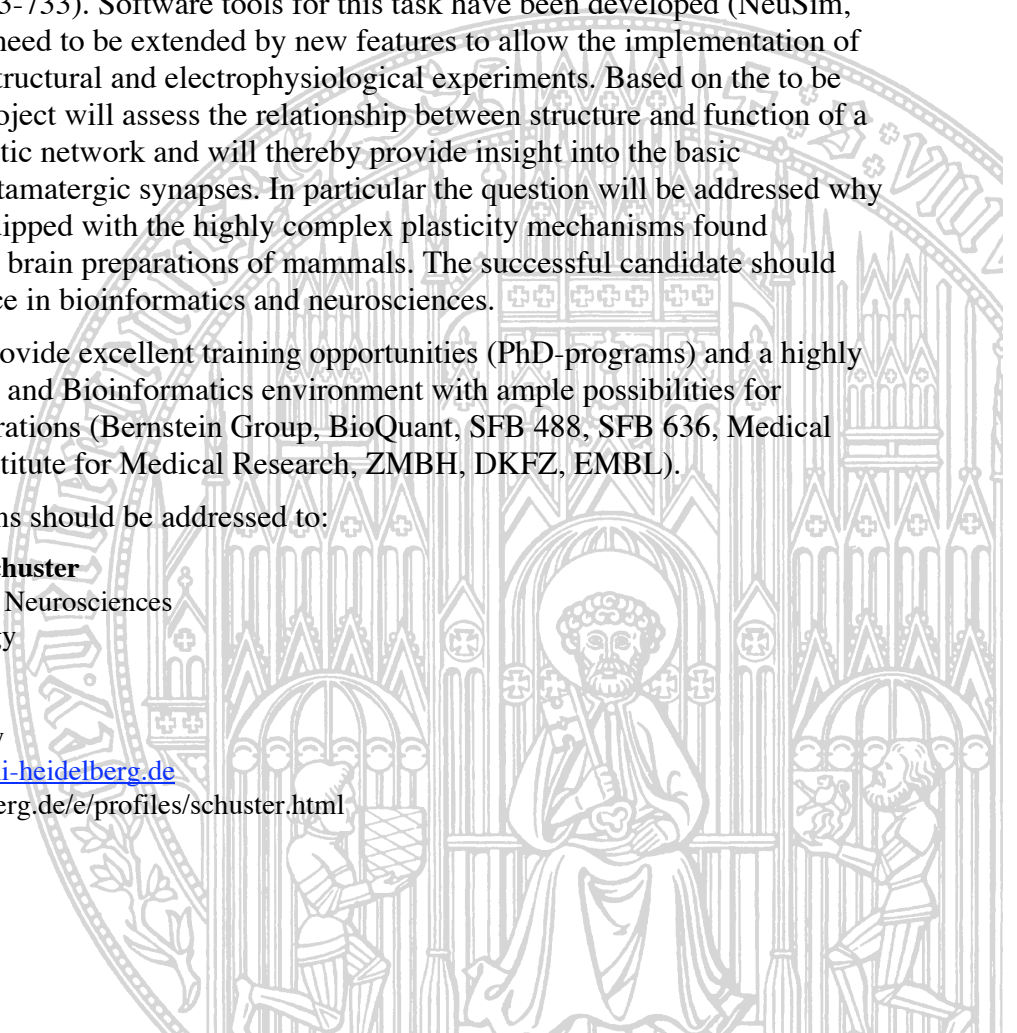 3-733). Software tools for this task have been developed (NeuSim,
need to be extended by new features to allow the implementation of
tructural and electrophysiological experiments. Based on the to be
oject will assess the relationship between structure and function of a
tic network and will thereby provide insight into the basic
tamatergic synapses. In particular the question will be addressed why
uipped with the highly complex plasticity mechanisms found
brain preparations of mammals. The successful candidate should
ce in bioinformatics and neurosciences.
rovide excellent training opportunities (PhD-programs) and a highly
and Bioinformatics environment with ample possibilities for
rations (Bernstein Group, BioQuant, SFB 488, SFB 636, Medical
titute for Medical Research, ZMBH, DKFZ, EMBL).
ns should be addressed to:
chuster
Neurosciences
gy
y
i-heidelberg.de
erg.de/e/profiles/schuster.html